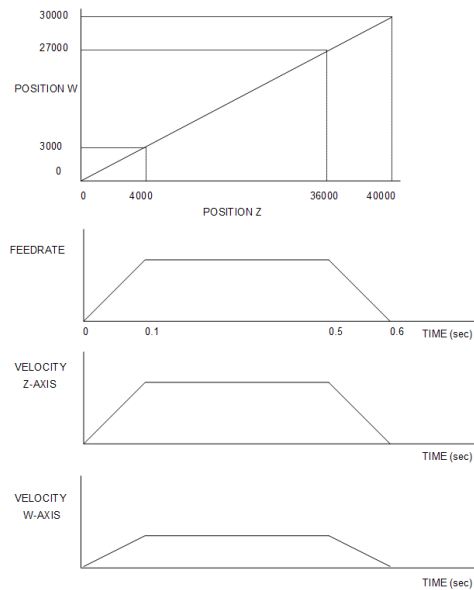 30000
27000
POSITION W
3000
0
0 4000 36000 40000
POSITION Z
FEEDRATE
0 0.1 0.5 0.6 TIME (sec)
VELOCITY
Z-AXIS
TIME (sec)
VELOCITY
W-AXIS
TIME (sec)